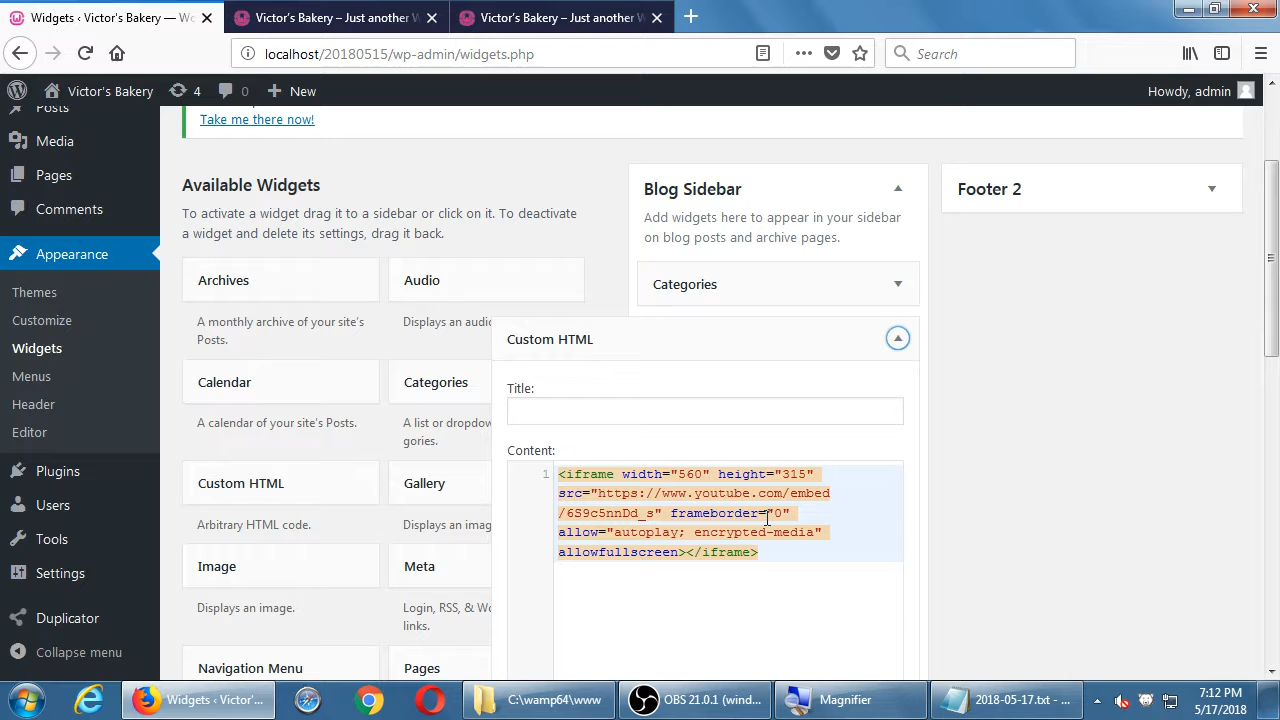 Widgets ‹ Victor's Bakery — Wo
Victor's Bakery – Just another W
Victor's Bakery – Just another W
localhost/20180515/wp-admin/widgets.php
Search
Victor's Bakery
4
0
New
Howdy, admin
Posts
Media
Pages
Comments
Appearance
Themes
Customize
Widgets
Menus
Header
Editor
Plugins
Users
Tools
Settings
Duplicator
Collapse menu
Take me there now!
Available Widgets
To activate a widget drag it to a sidebar or click on it. To deactivate
a widget and delete its settings, drag it back.
Archives
Audio
A monthly archive of your site's
Posts.
Displays an audio
Calendar
Categories
A calendar of your site's Posts.
A list or dropdow
gories.
Custom HTML
Gallery
Arbitrary HTML code.
Displays an image
Image
Meta
Displays an image.
Login, RSS, & Wo
links.
Navigation Menu
Pages
Blog Sidebar
Add widgets here to appear in your sidebar
on blog posts and archive pages.
Categories
Footer 2
Custom HTML
Title:
Content:
1
<iframe width="560" height="315"
src="https://www.youtube.com/embed
/6S9c5nnDd_s" frameborder="0"
allow="autoplay; encrypted-media"
allowfullscreen></iframe>
Widgets ‹ Victor'...
C:\wamp64\www
OBS 21.0.1 (wind...
Magnifier
2018-05-17.txt - ...
7:12 PM
5/17/2018